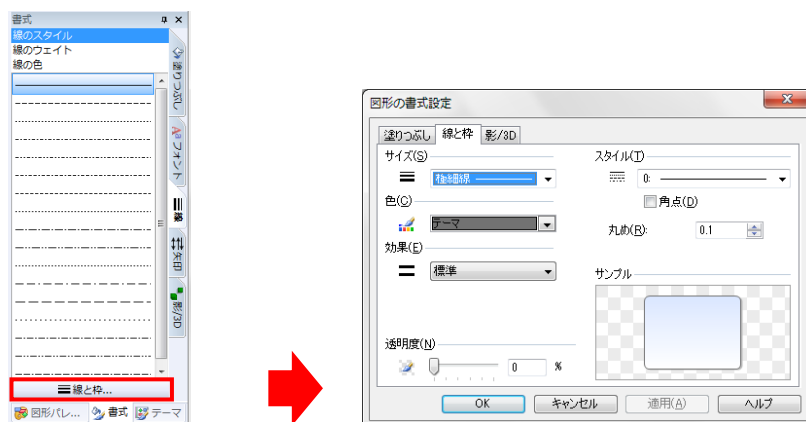 書式
線のスタイル
線のウェイト
線の色
塗りつぶし
フォント
線
矢印
影/3D
線と枠...
図形パレ...
書式
テーマ
図形の書式設定
塗りつぶし
線と枠
影/3D
サイズ(S)
極細線
色(C)
テーマ
効果(E)
標準
透明度(N)
0 %
スタイル(T)
0:
角点(D)
丸め(R): 0.1
サンプル
OK
キャンセル
適用(A)
ヘルプ